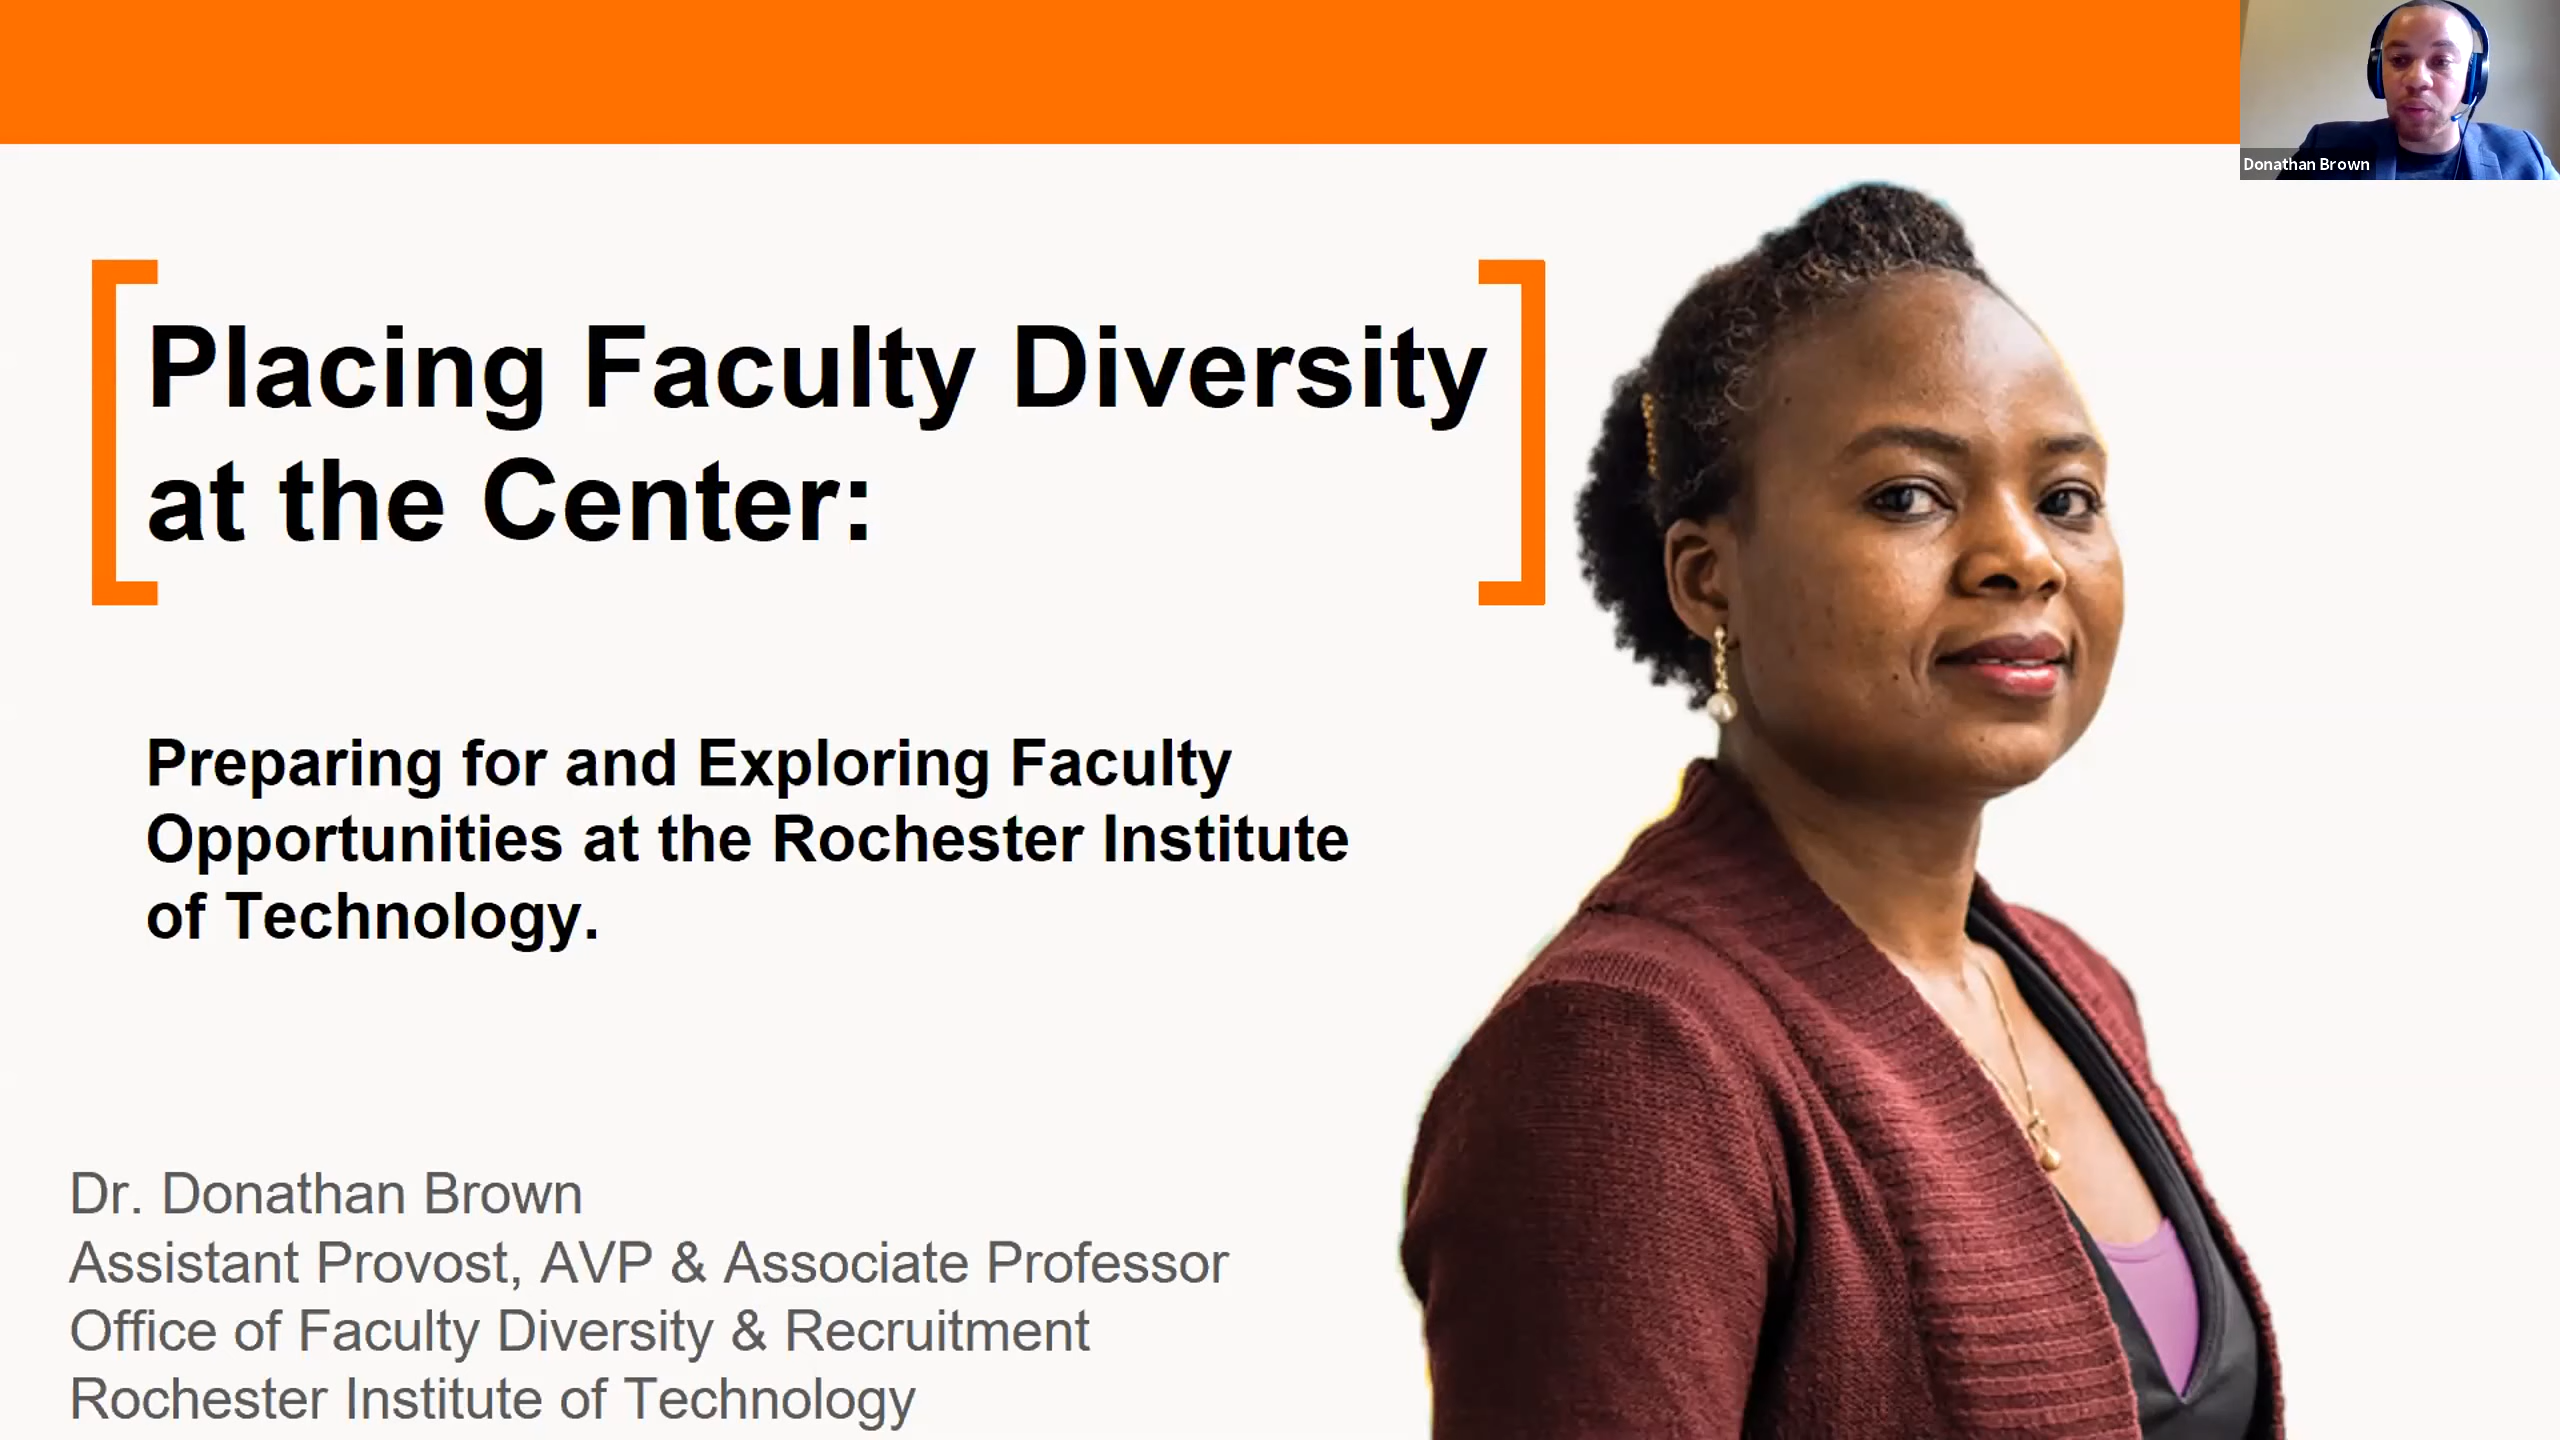 Donathan Brown
Placing Faculty Diversity
at the Center:
Preparing for and Exploring Faculty
Opportunities at the Rochester Institute
of Technology.
Dr. Donathan Brown
Assistant Provost, AVP & Associate Professor
Office of Faculty Diversity & Recruitment
Rochester Institute of Technology